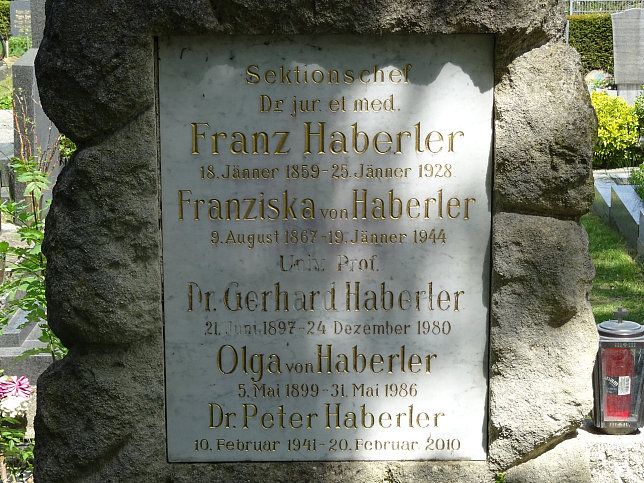 Sektionschef
Dr. jur. et med.
Franz Haberler
18. Jänner 1859-25. Jänner 1928
Franziska von Haberler
9. August 1867-19. Jänner 1944
Univ. Prof.
Dr. Gerhard Haberler
21. Juni 1897-24. Dezember 1980
Olga von Haberler
5. Mai 1899-31. Mai 1986
Dr. Peter Haberler
10. Februar 1941-20. Februar 2010